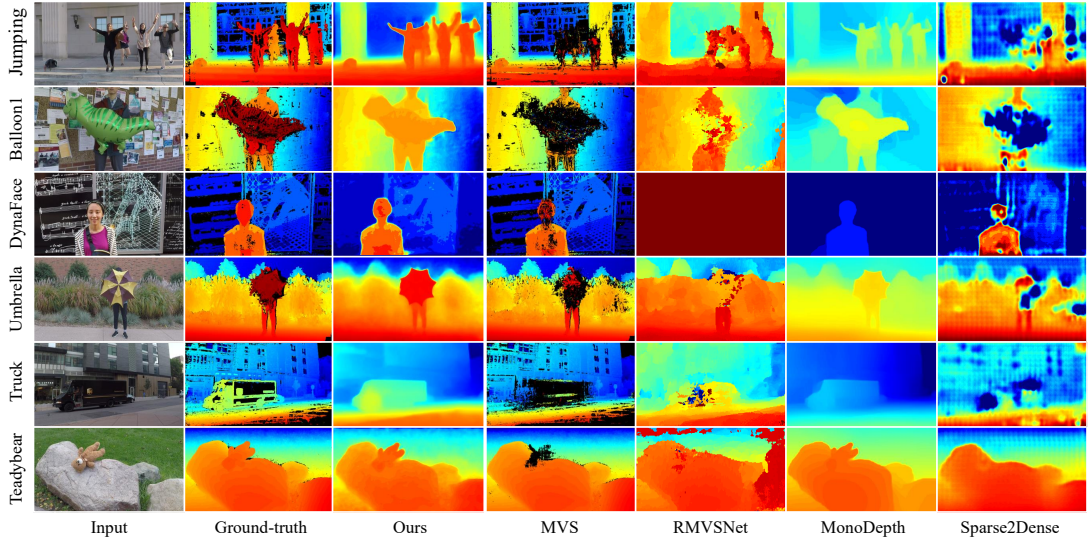 Jumping
Balloon1
DynaFace
Umbrella
Truck
Teadybear
Input Ground-truth Ours MVS RMVSNet MonoDepth Sparse2Dense